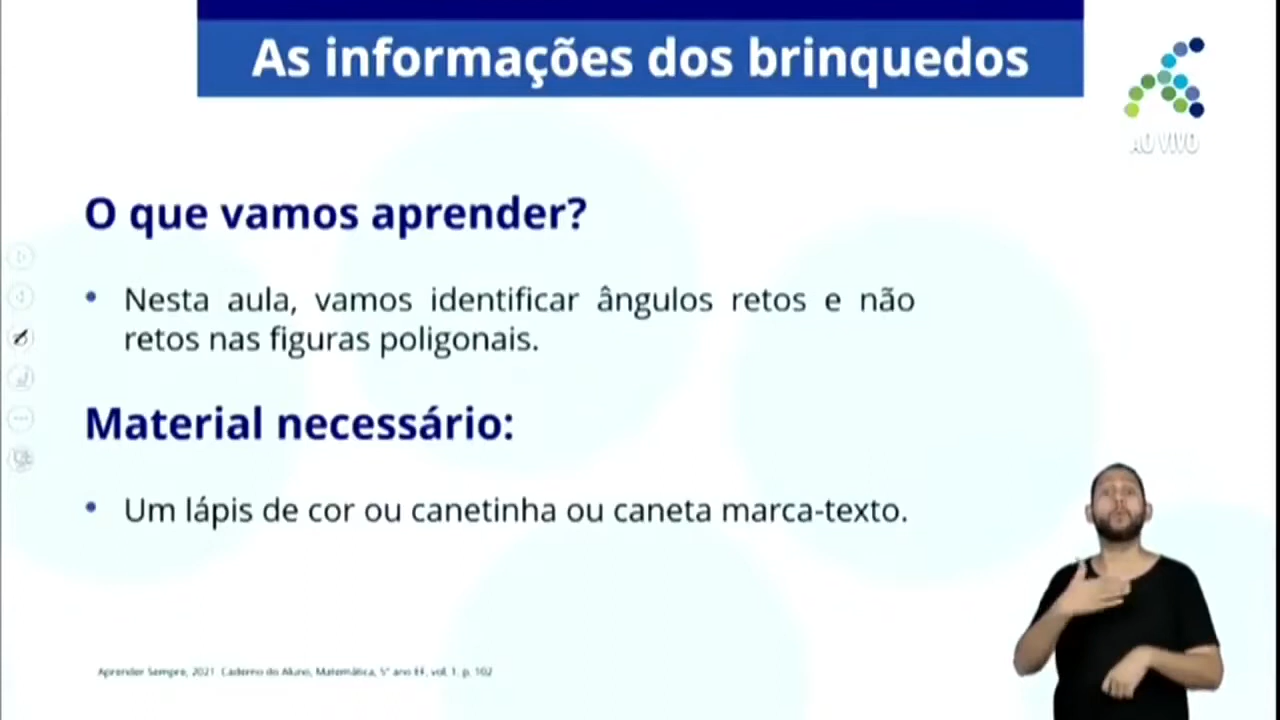 As informações dos brinquedos
AO VIVO
O que vamos aprender?
• Nesta aula, vamos identificar ângulos retos e não
retos nas figuras poligonais.
Material necessário:
• Um lápis de cor ou canetinha ou caneta marca-texto.
Aprender Sempre, 2021. Caderno do Aluno, Matemática, 5° ano EF, vol. 1, p. 102